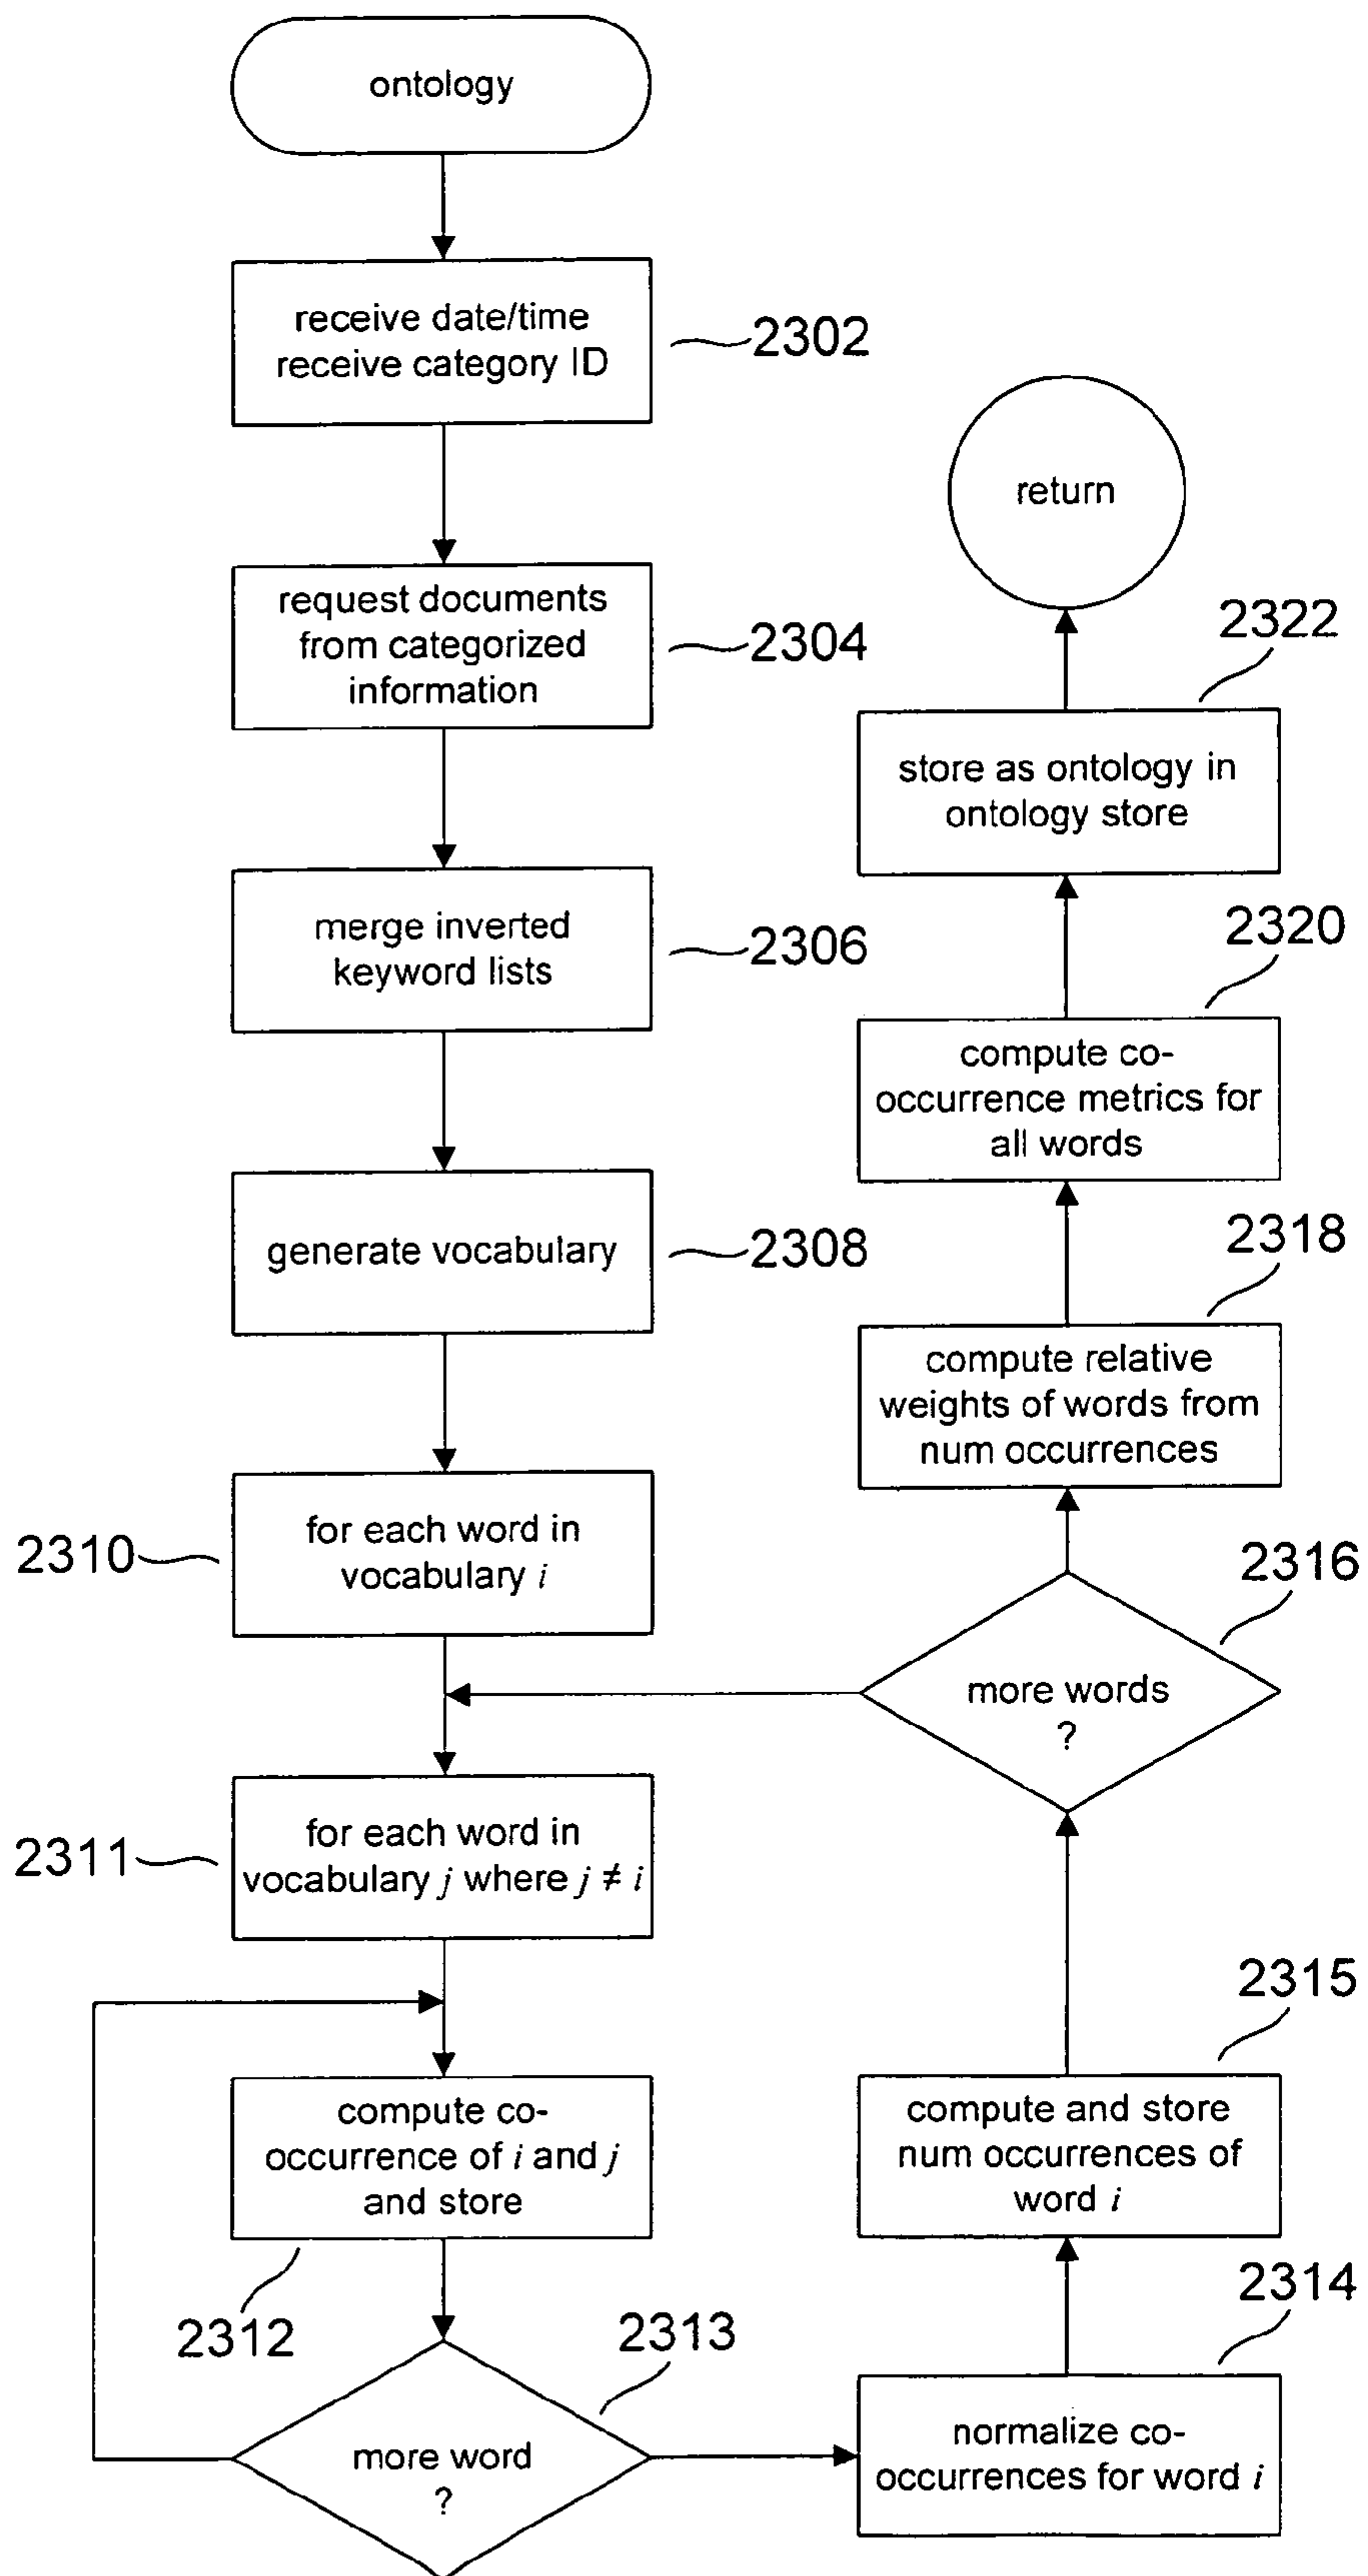 ontology
receive date/time
receive category ID
2302
request documents
from categorized
information
2304
merge inverted
keyword lists
2306
generate vocabulary
2308
for each word in
vocabulary i
2310
for each word in
vocabulary j where j ≠ i
2311
compute co-
occurrence of i and j
and store
2312
more word
?
2313
normalize co-
occurrences for word i
2314
compute and store
num occurrences of
word i
2315
more words
?
2316
compute relative
weights of words from
num occurrences
2318
compute co-
occurrence metrics for
all words
2320
store as ontology in
ontology store
2322
return